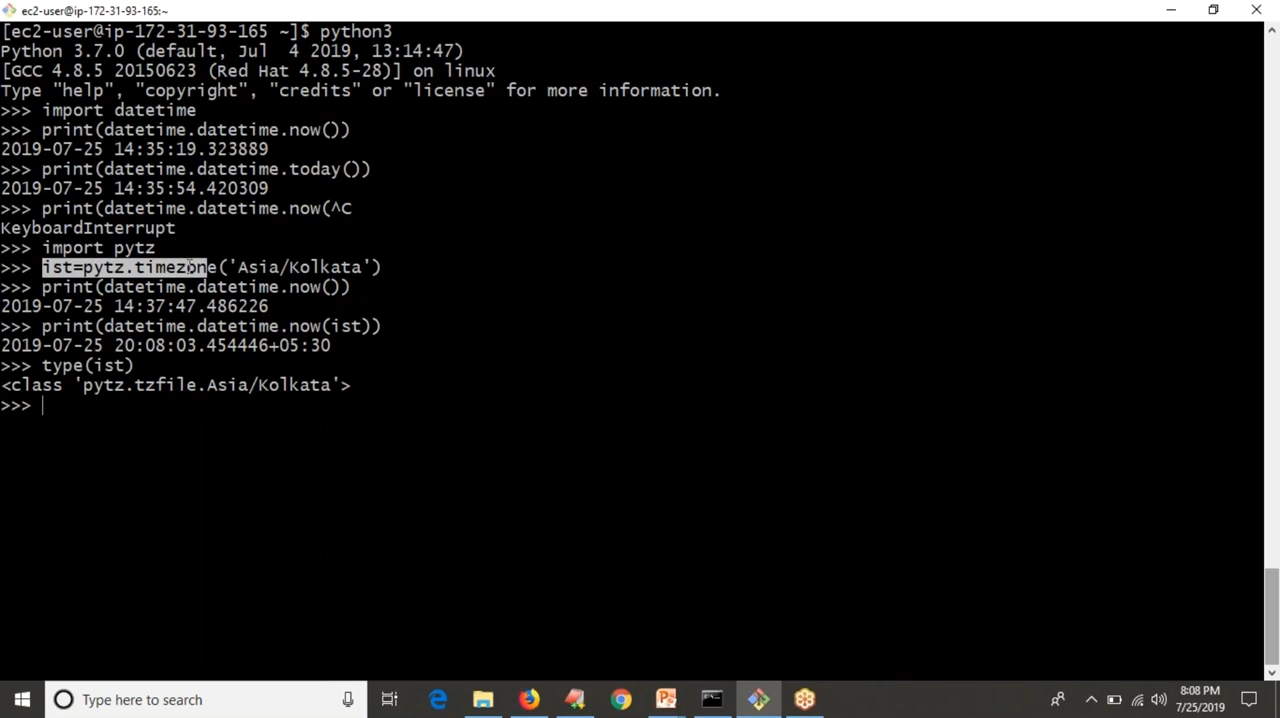 ec2-user@ip-172-31-93-165:~
[ec2-user@ip-172-31-93-165 ~]$ python3
Python 3.7.0 (default, Jul  4 2019, 13:14:47)
[GCC 4.8.5 20150623 (Red Hat 4.8.5-28)] on linux
Type "help", "copyright", "credits" or "license" for more information.
>>> import datetime
>>> print(datetime.datetime.now())
2019-07-25 14:35:19.323889
>>> print(datetime.datetime.today())
2019-07-25 14:35:54.420309
>>> print(datetime.datetime.now(^C
KeyboardInterrupt
>>> import pytz
>>> ist=pytz.timezone('Asia/Kolkata')
>>> print(datetime.datetime.now())
2019-07-25 14:37:47.486226
>>> print(datetime.datetime.now(ist))
2019-07-25 20:08:03.454446+05:30
>>> type(ist)
<class 'pytz.tzfile.Asia/Kolkata'>
>>>
Type here to search
8:08 PM
7/25/2019